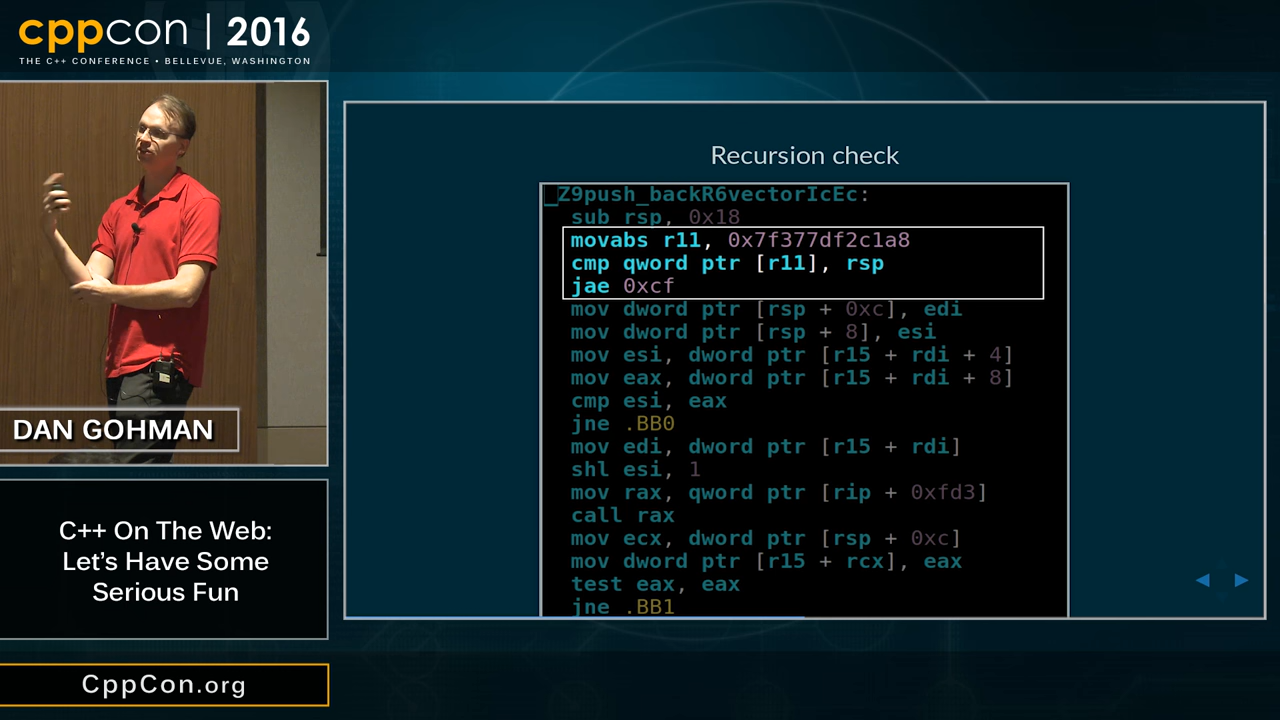 cppcon | 2016
THE C++ CONFERENCE • BELLEVUE, WASHINGTON
DAN GOHMAN
C++ On The Web:
Let's Have Some
Serious Fun
CppCon.org
Recursion check
_Z9push_backR6vectorIcEc:
sub rsp, 0x18
movabs r11, 0x7f377df2c1a8
cmp qword ptr [r11], rsp
jae 0xcf
mov dword ptr [rsp + 0xc], edi
mov dword ptr [rsp + 8], esi
mov esi, dword ptr [r15 + rdi + 4]
mov eax, dword ptr [r15 + rdi + 8]
cmp esi, eax
jne .BB0
mov edi, dword ptr [r15 + rdi]
shl esi, 1
mov rax, qword ptr [rip + 0xfd3]
call rax
mov ecx, dword ptr [rsp + 0xc]
mov dword ptr [r15 + rcx], eax
test eax, eax
jne .BB1